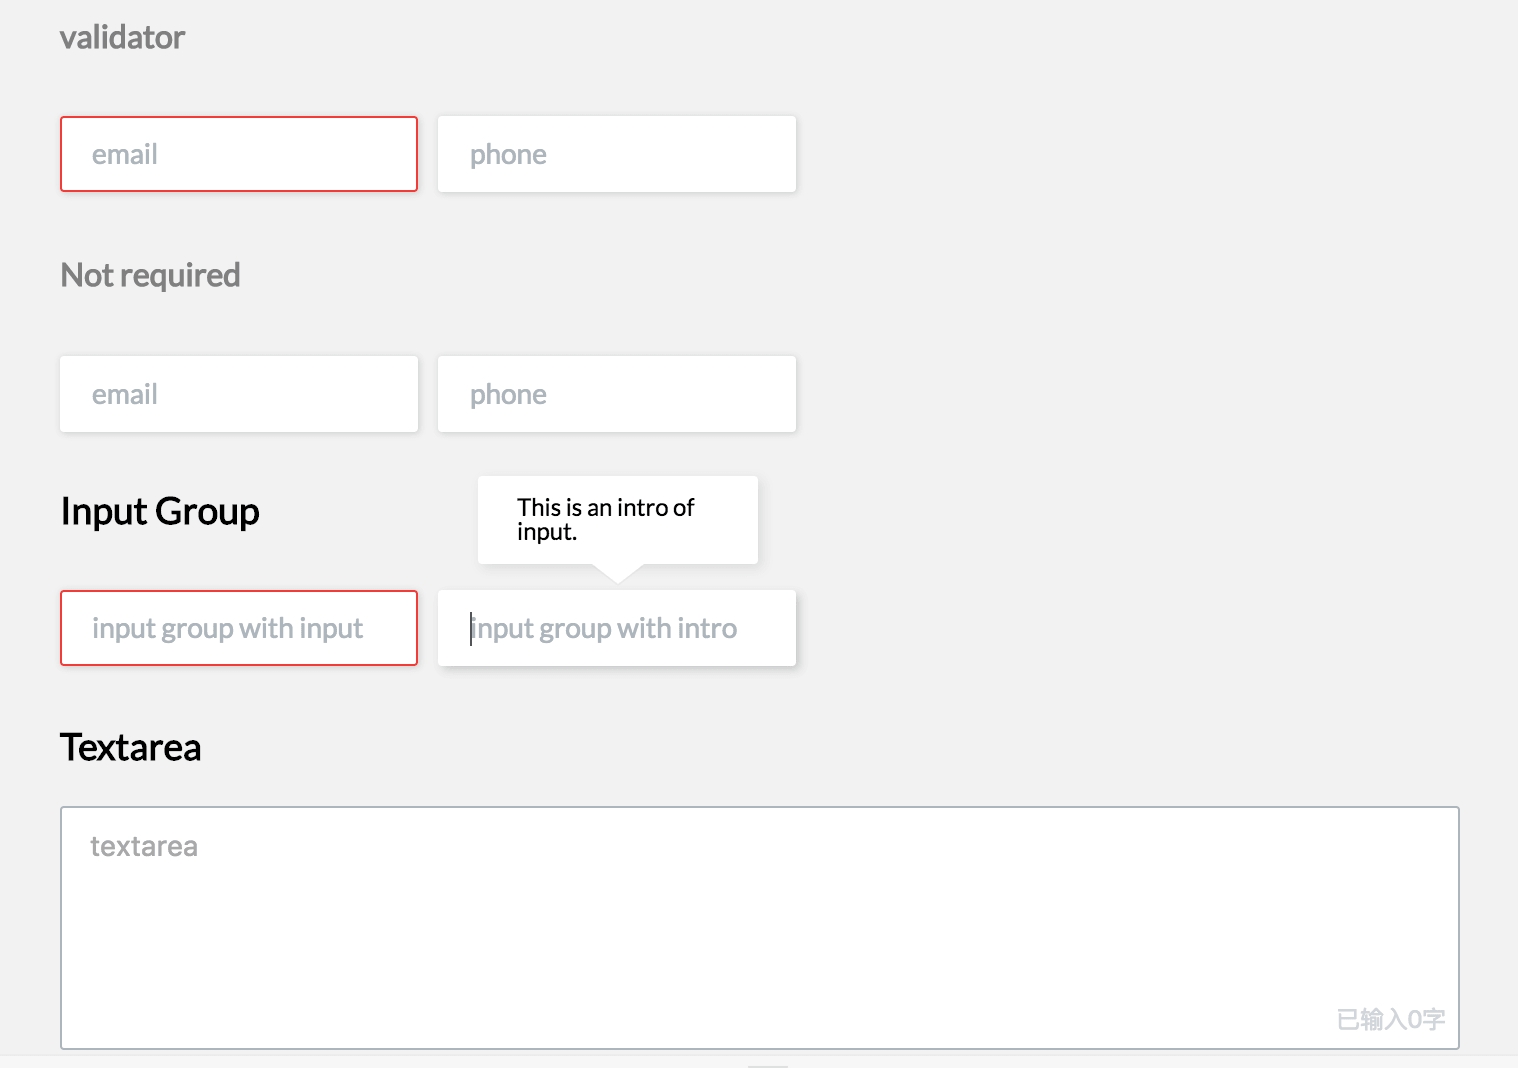 validator
email
phone
Not required
email
phone
Input Group
This is an intro of
input.
input group with input
input group with intro
Textarea
textarea
已输入0字